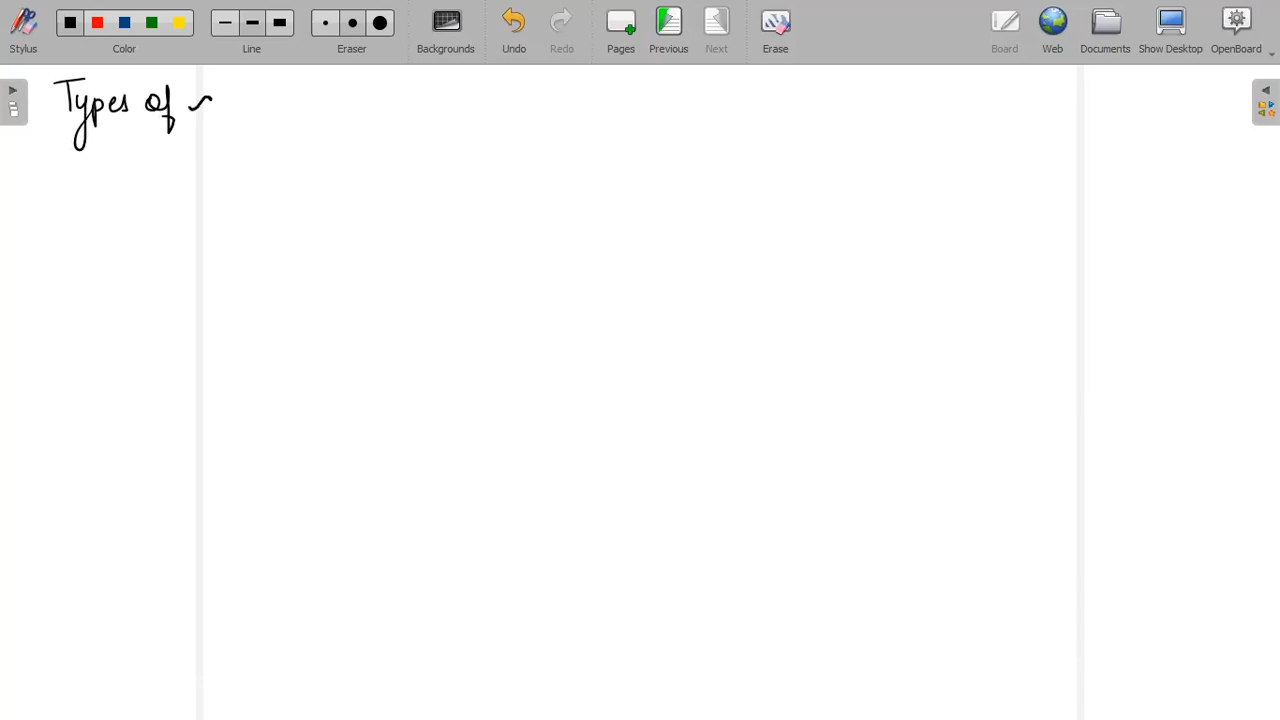 Stylus
Color
Line
Eraser
Backgrounds
Undo
Redo
Pages
Previous
Next
Erase
Board
Web
Documents
Show Desktop
OpenBoard
Types of